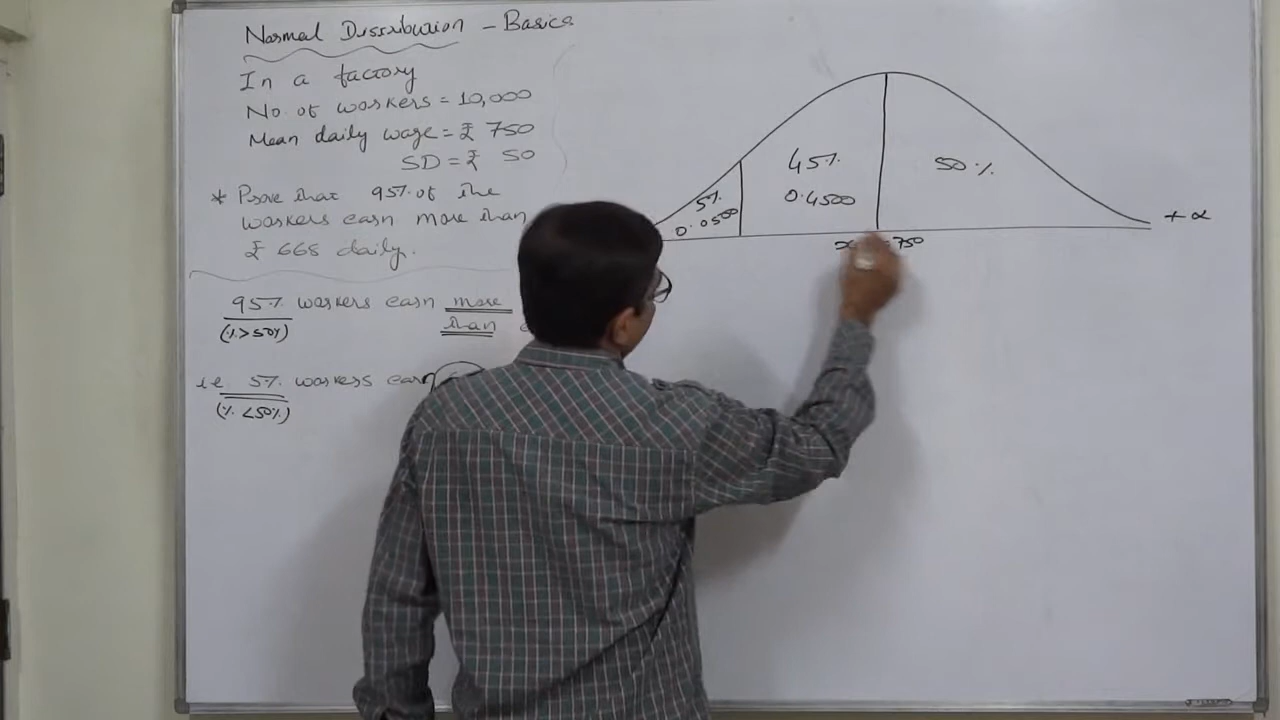 Normal Distribution - Basics
In a factory
No. of workers = 10,000
Mean daily wage = ₹ 750
SD = ₹ 50
* Prove that 95% of the
workers earn more than
₹ 668 daily.
95% workers earn more
than
(% > 50%)
i.e 5% workers earn
(% < 50%)
5%
0.0500
45%
0.4500
50%
+ α
750